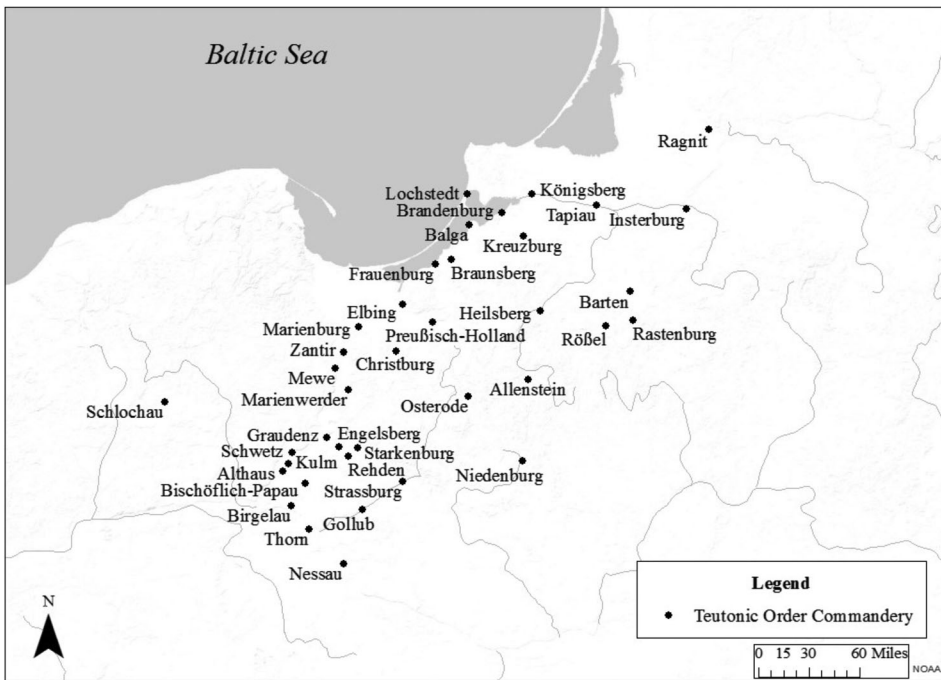 Baltic Sea
Ragnit
Lochstedt
Königsberg
Brandenburg
Tapiau
Insterburg
Balga
Kreuzburg
Frauenburg
Braunsberg
Barten
Elbing
Heilsberg
Marienburg
Preußisch-Holland
Rößel
Rastenburg
Zantir
Christburg
Mewe
Allenstein
Marienwerder
Osterode
Schlochau
Graudenz
Engelsberg
Schwetz
Starkenburg
Kulm
Althaus
Rehden
Niedenburg
Bischöflich-Papau
Strassburg
Birgelau
Gollub
Thorn
Nessau
Legend
Teutonic Order Commandery
N
0 15 30 60 Miles
NOAA